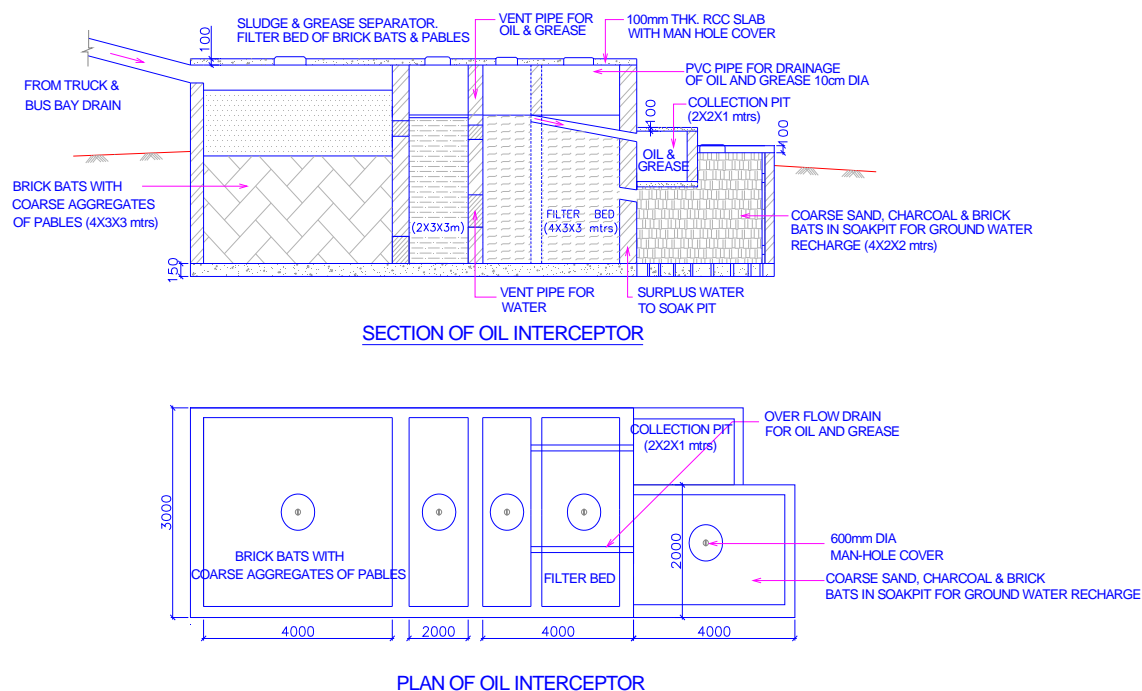 SLUDGE & GREASE SEPARATOR.
FILTER BED OF BRICK BATS & PABLES
VENT PIPE FOR
OIL & GREASE
100mm THK. RCC SLAB
WITH MAN HOLE COVER
100
FROM TRUCK &
BUS BAY DRAIN
PVC PIPE FOR DRAINAGE
OF OIL AND GREASE 10cm DIA
COLLECTION PIT
(2X2X1 mtrs)
100
100
OIL &
GREASE
BRICK BATS WITH
COARSE AGGREGATES
OF PABLES (4X3X3 mtrs)
(2X3X3m)
FILTER BED
(4X3X3 mtrs)
COARSE SAND, CHARCOAL & BRICK
BATS IN SOAKPIT FOR GROUND WATER
RECHARGE (4X2X2 mtrs)
150
VENT PIPE FOR
WATER
SURPLUS WATER
TO SOAK PIT
SECTION OF OIL INTERCEPTOR
OVER FLOW DRAIN
FOR OIL AND GREASE
COLLECTION PIT
(2X2X1 mtrs)
3000
2000
600mm DIA
MAN-HOLE COVER
BRICK BATS WITH
COARSE AGGREGATES OF PABLES
FILTER BED
COARSE SAND, CHARCOAL & BRICK
BATS IN SOAKPIT FOR GROUND WATER RECHARGE
4000
2000
4000
4000
PLAN OF OIL INTERCEPTOR